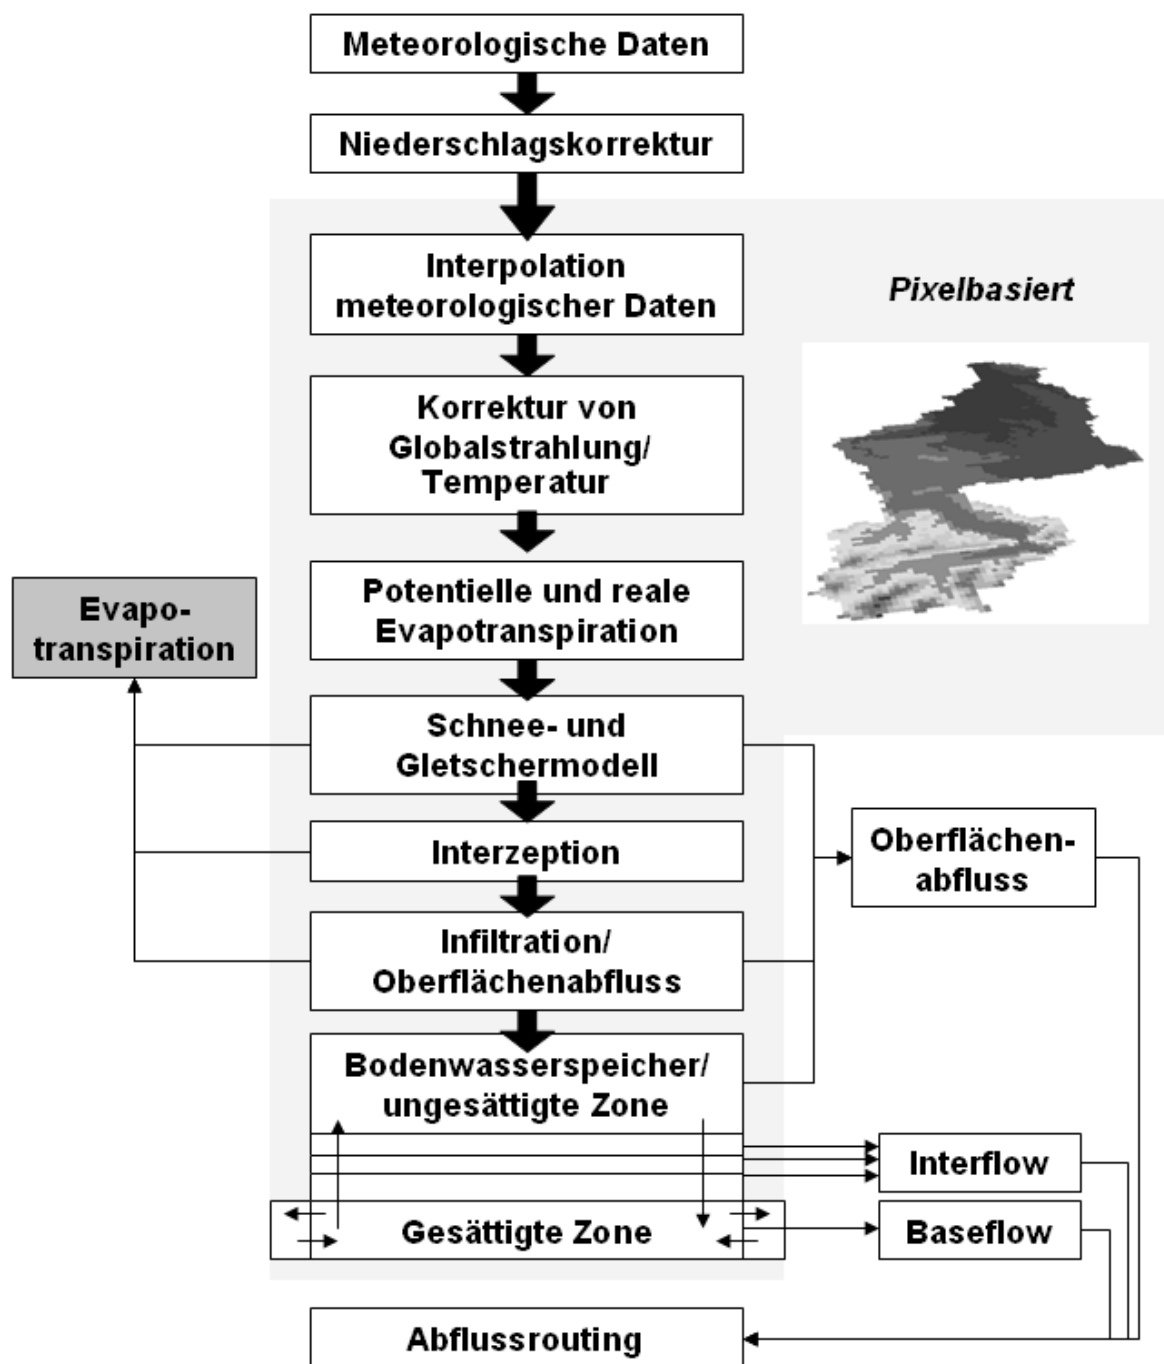 Meteorologische Daten
Niederschlagskorrektur
Interpolation
meteorologischer Daten
Pixelbasiert
Korrektur von
Globalstrahlung/
Temperatur
Potentielle und reale
Evapotranspiration
Evapo-
transpiration
Schnee- und
Gletschermodell
Interzeption
Oberflächen-
abfluss
Infiltration/
Oberflächenabfluss
Bodenwasserspeicher/
ungesättigte Zone
Interflow
Gesättigte Zone
Baseflow
Abflussrouting